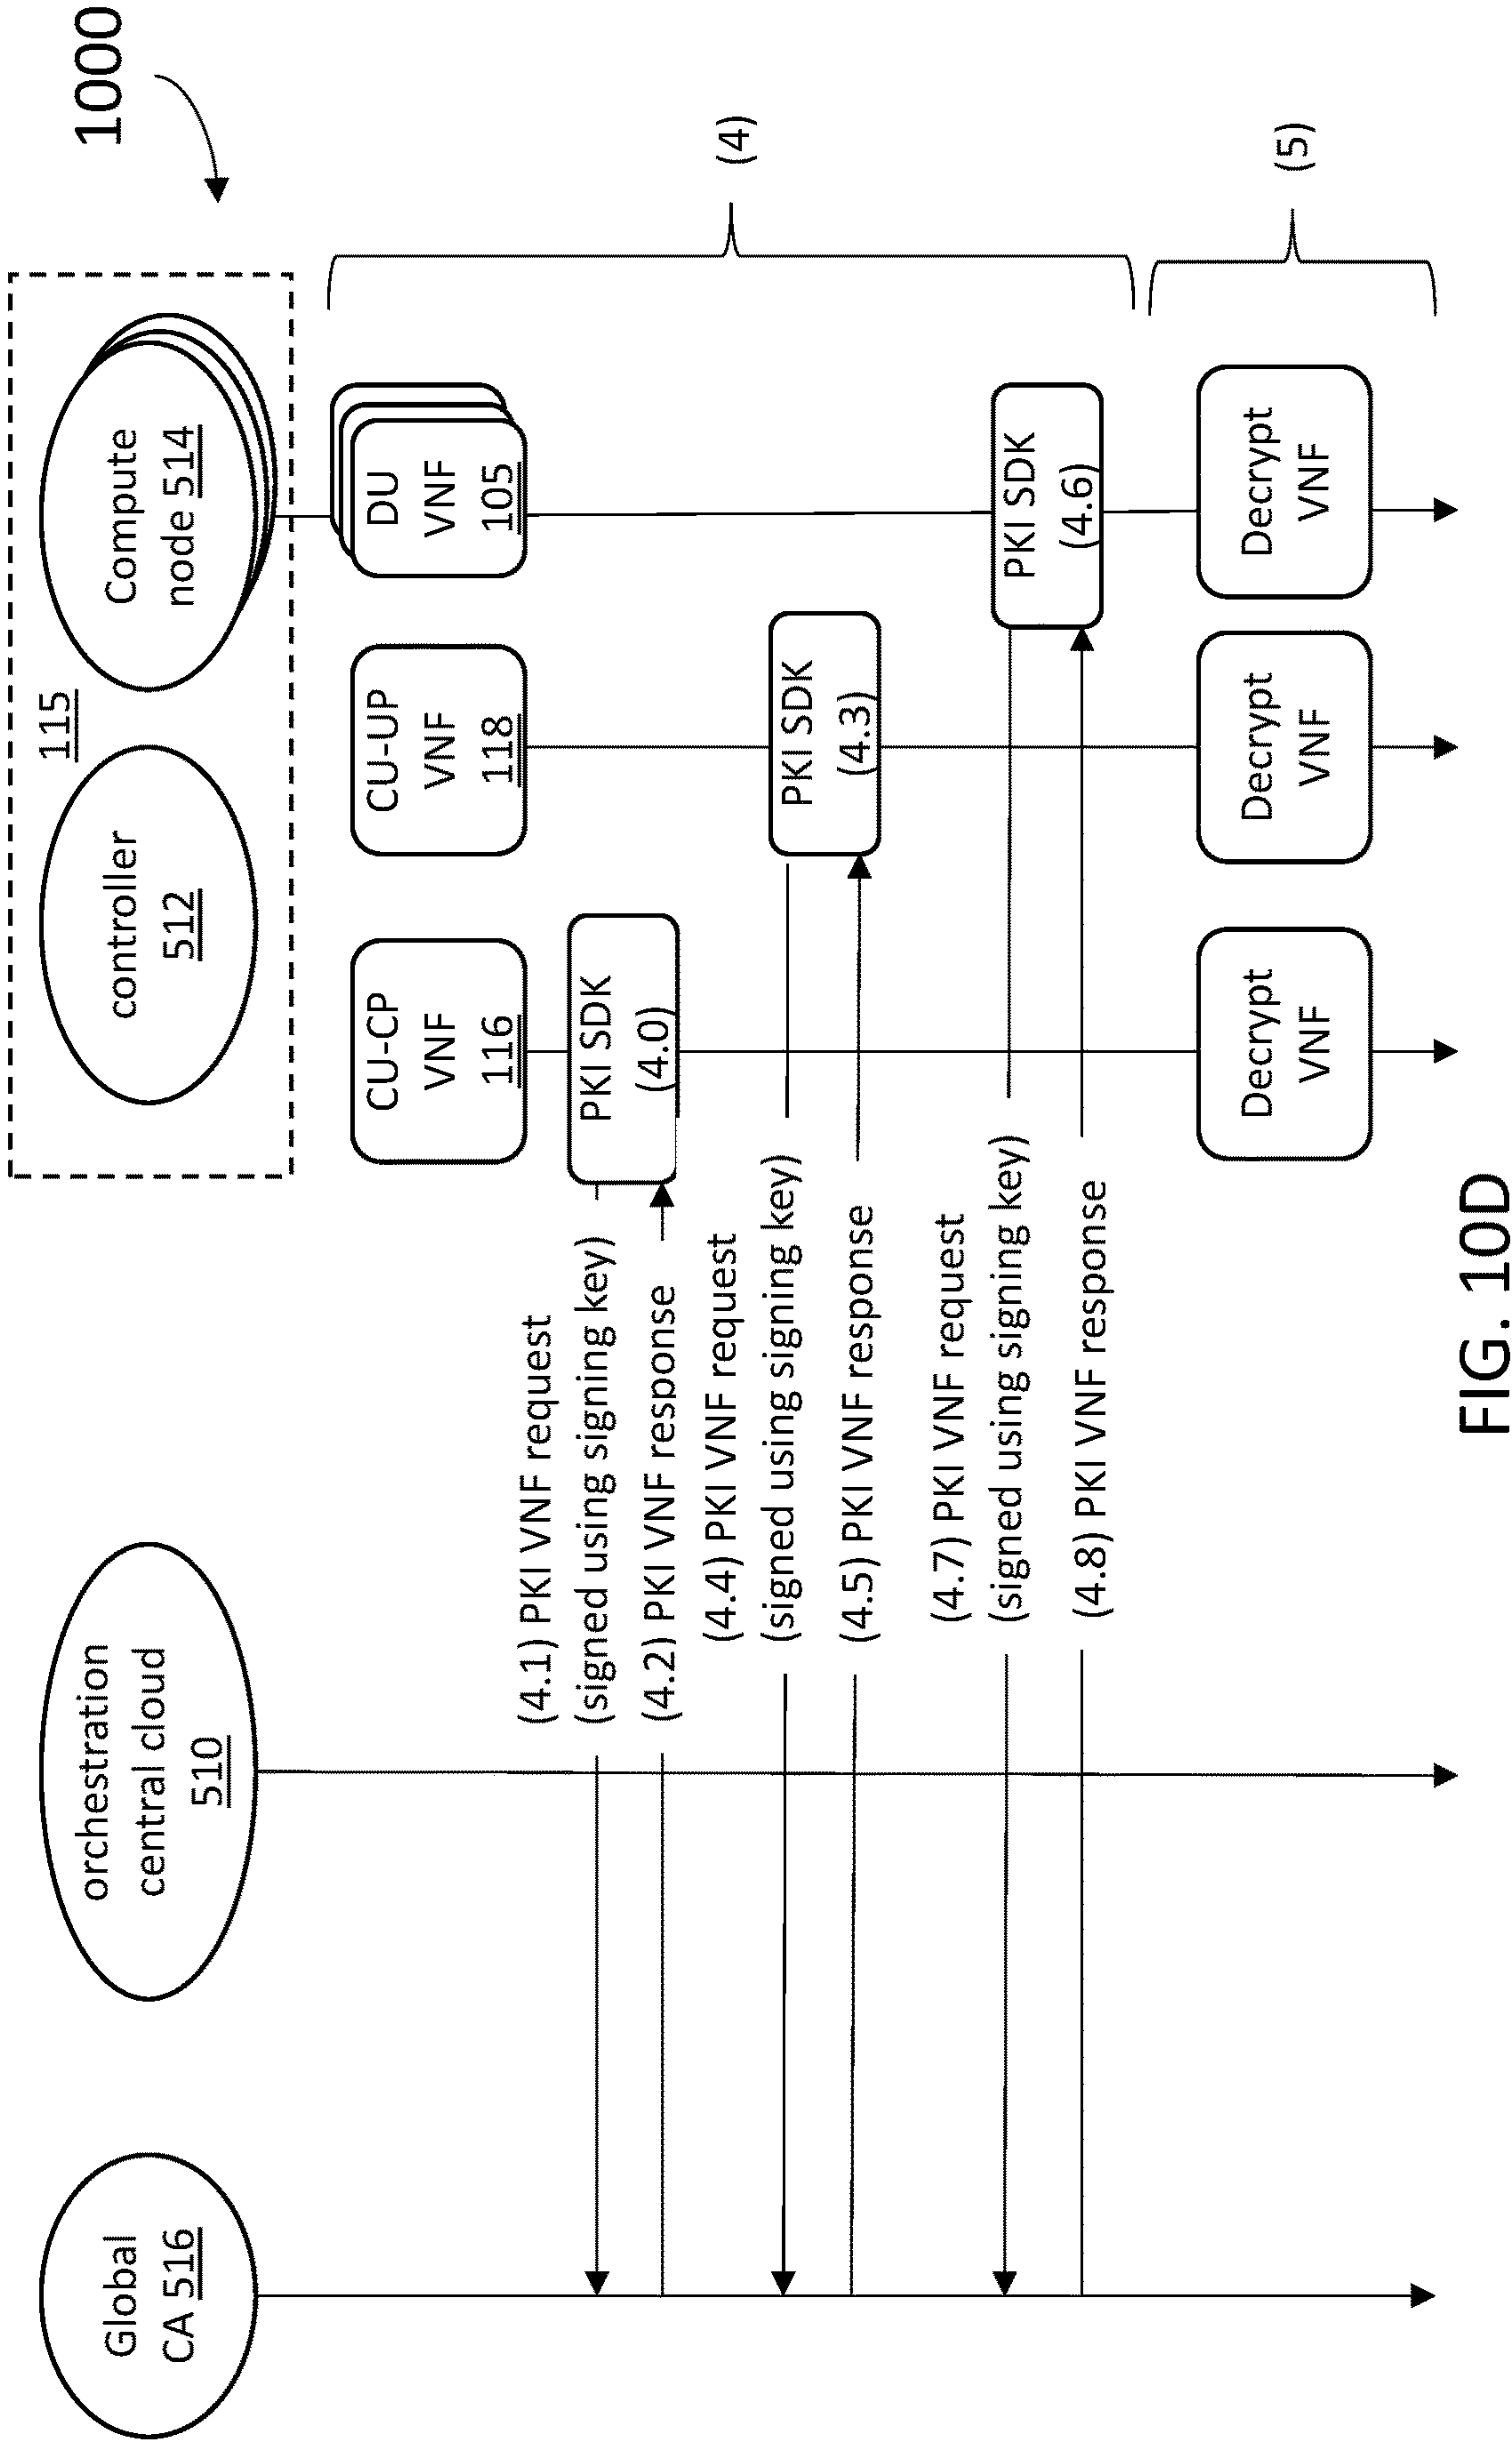 1000
Global
CA 516
orchestration
central cloud
510
115
controller
512
Compute
node 514
CU-CP
VNF
116
CU-UP
VNF
118
DU
VNF
105
(4.1) PKI VNF request
(signed using signing key)
PKI SDK
(4.0)
(4.2) PKI VNF response
(4.4) PKI VNF request
(signed using signing key)
PKI SDK
(4.3)
(4.5) PKI VNF response
(4.7) PKI VNF request
(signed using signing key)
PKI SDK
(4.6)
(4.8) PKI VNF response
(4)
Decrypt
VNF
Decrypt
VNF
Decrypt
VNF
(5)
FIG. 10D